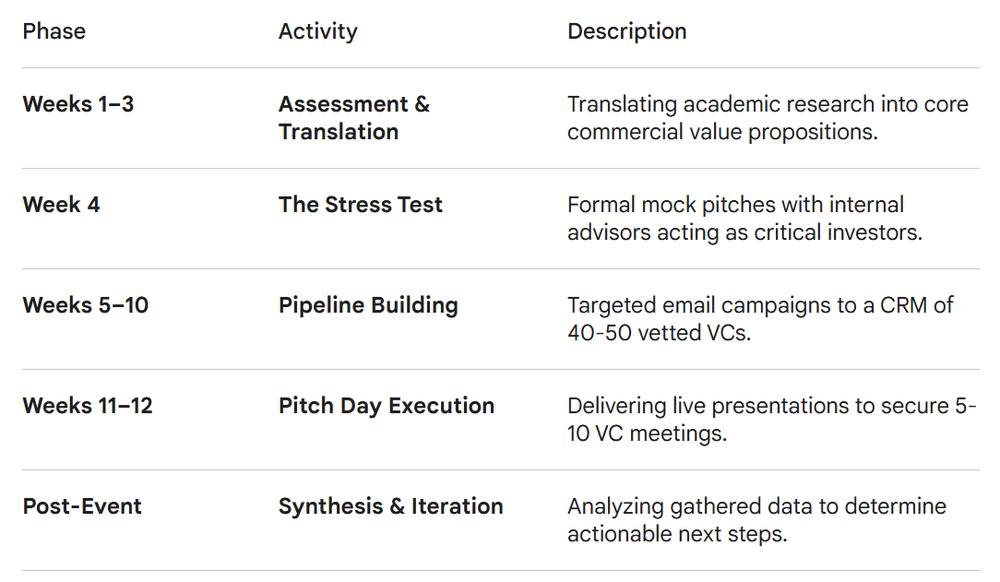 Phase
Activity
Description
Weeks 1–3
Assessment &
Translation
Translating academic research into core
commercial value propositions.
Week 4
The Stress Test
Formal mock pitches with internal
advisors acting as critical investors.
Weeks 5–10
Pipeline Building
Targeted email campaigns to a CRM of
40-50 vetted VCs.
Weeks 11–12
Pitch Day Execution
Delivering live presentations to secure 5-
10 VC meetings.
Post-Event
Synthesis & Iteration
Analyzing gathered data to determine
actionable next steps.